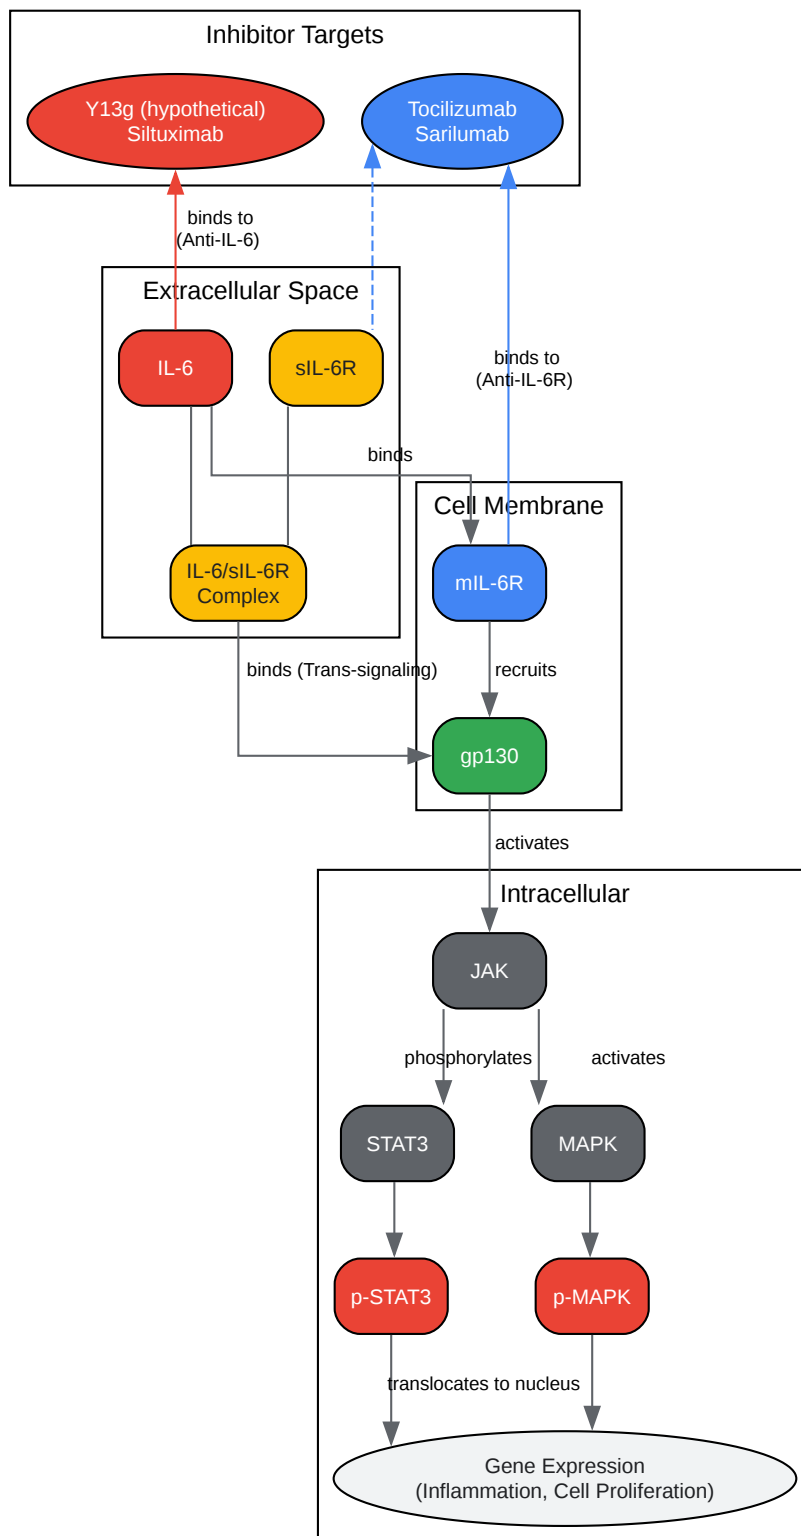 Inhibitor Targets
Y13g (hypothetical)
Siltuximab
Tocilizumab
Sarilumab
binds to
(Anti-IL-6)
Extracellular Space
IL-6
sIL-6R
binds to
(Anti-IL-6R)
binds
Cell Membrane
IL-6/sIL-6R
Complex
mIL-6R
binds (Trans-signaling)
recruits
gp130
activates
Intracellular
JAK
phosphorylates
activates
STAT3
MAPK
p-STAT3
p-MAPK
translocates to nucleus
Gene Expression
(Inflammation, Cell Proliferation)